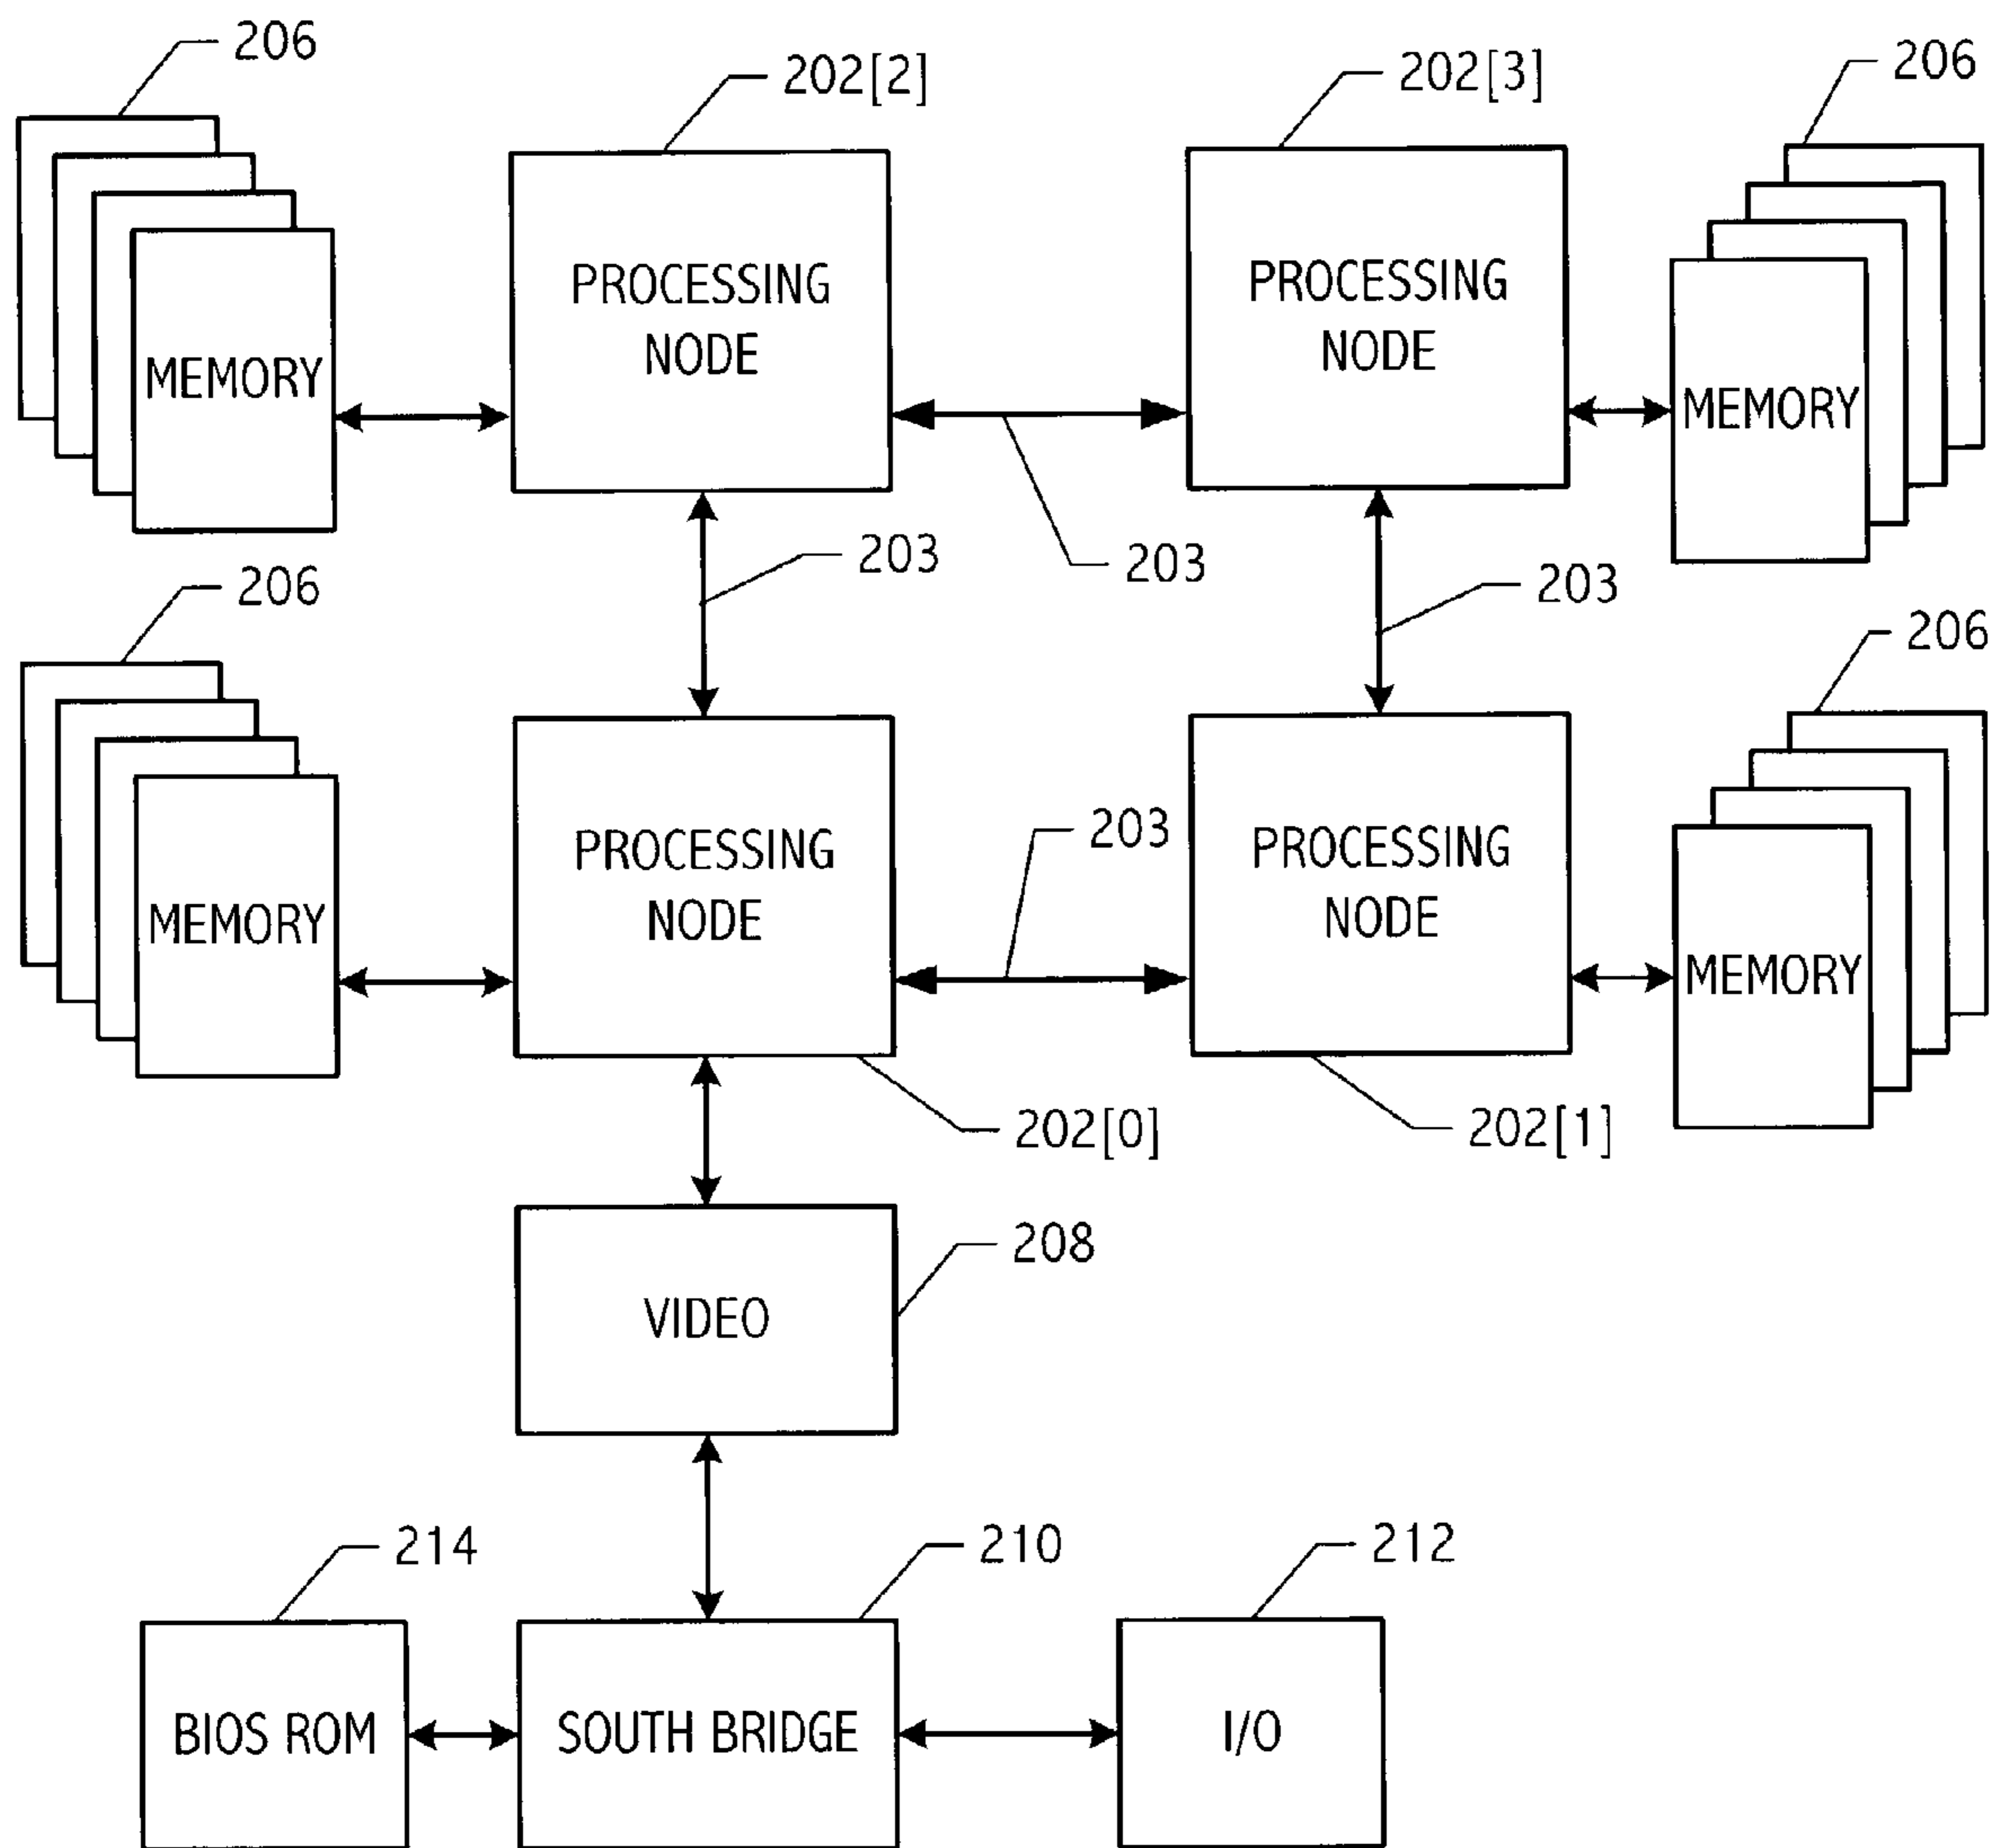 206
202[2]
202[3]
206
PROCESSING
NODE
PROCESSING
NODE
MEMORY
MEMORY
203
203
203
206
206
203
PROCESSING
NODE
PROCESSING
NODE
MEMORY
MEMORY
202[0]
202[1]
208
VIDEO
214
210
212
BIOS ROM
SOUTH BRIDGE
I/O